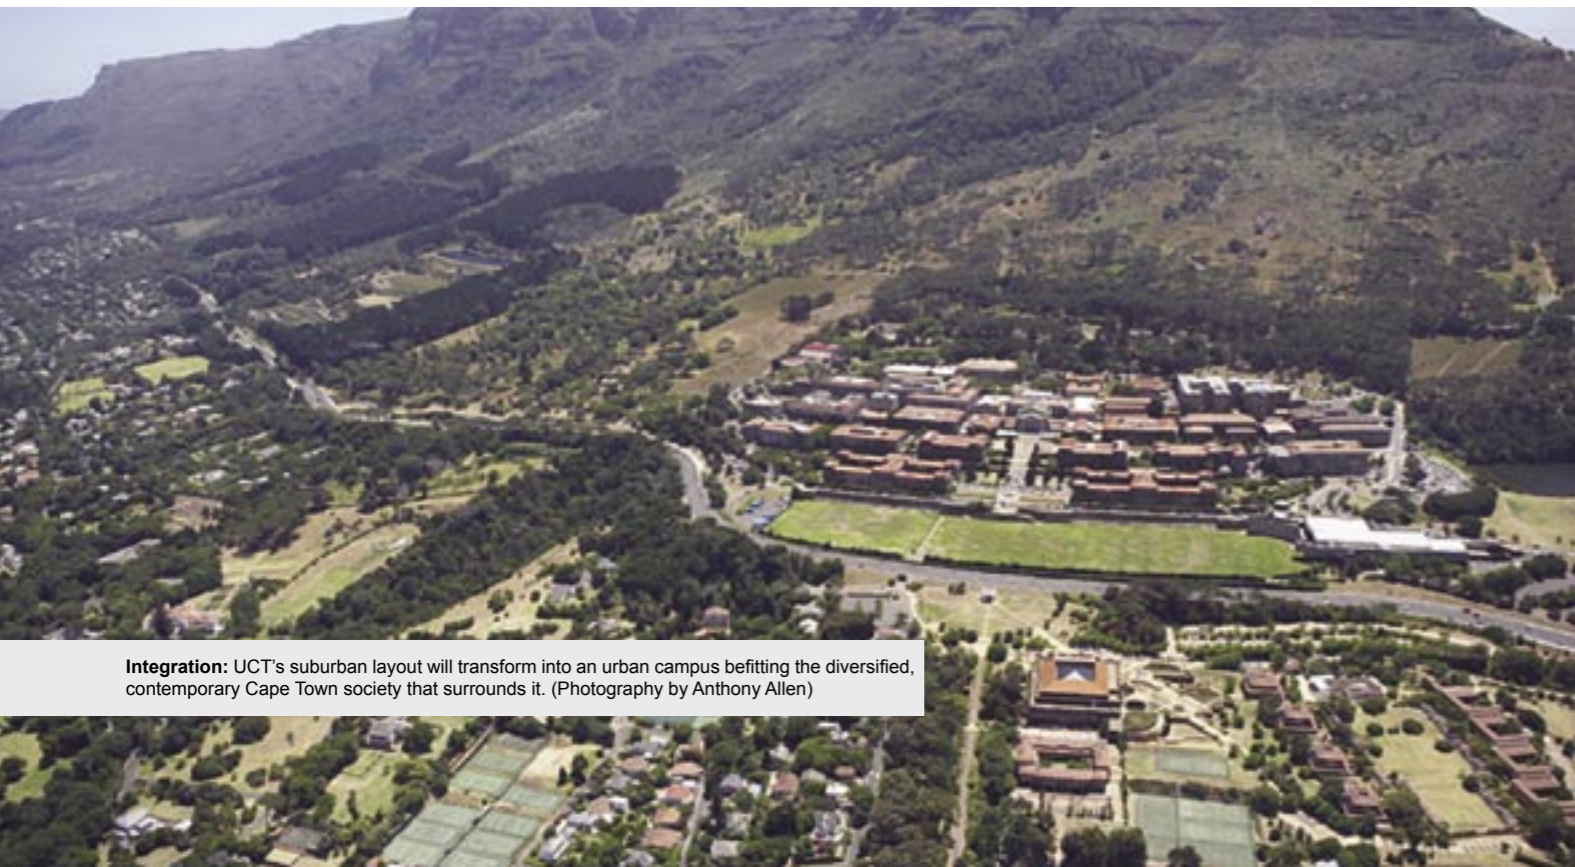 Integration: UCT’s suburban layout will transform into an urban campus befitting the diversified,
contemporary Cape Town society that surrounds it. (Photography by Anthony Allen)